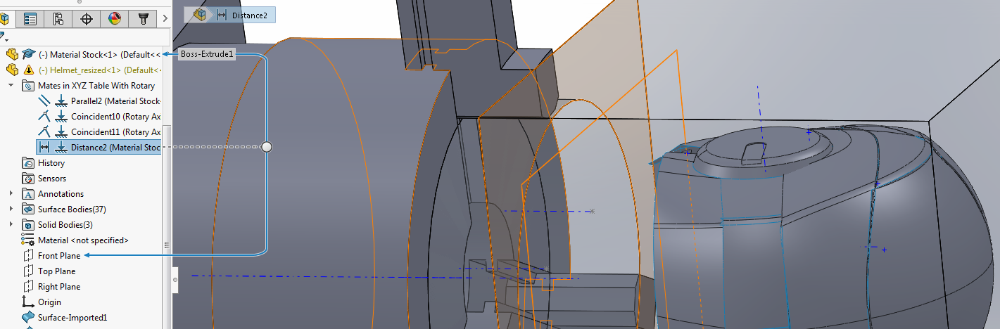 Distance2
(-) Material Stock<1> (Default<<
Boss-Extrude1
(-) Helmet_resized<1> (Default<
Mates in XYZ Table With Rotary
Parallel2 (Material Stock
Coincident10 (Rotary Ax
Coincident11 (Rotary Ax
Distance2 (Material Stoc
History
Sensors
Annotations
Surface Bodies(37)
Solid Bodies(3)
Material <not specified>
Front Plane
Top Plane
Right Plane
Origin
Surface-Imported1